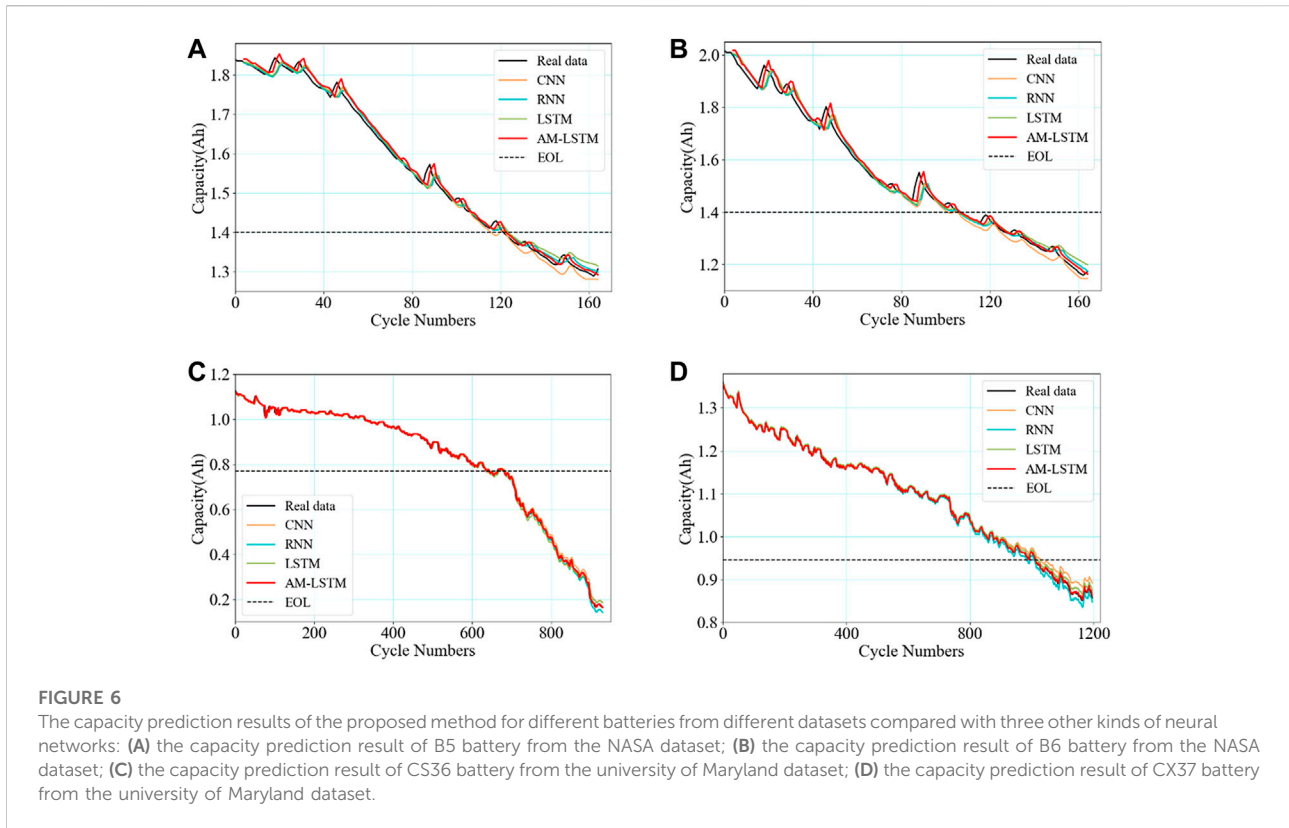 A
Capacity(Ah)
1.8
1.7
1.6
1.5
1.4
1.3
0
40
80
120
160
Cycle Numbers
Real data
CNN
RNN
LSTM
AM-LSTM
EOL
B
Capacity(Ah)
2.0
1.8
1.6
1.4
1.2
0
40
80
120
160
Cycle Numbers
Real data
CNN
RNN
LSTM
AM-LSTM
EOL
C
Capacity(Ah)
1.2
1.0
0.8
0.6
0.4
0.2
0
200
400
600
800
Cycle Numbers
Real data
CNN
RNN
LSTM
AM-LSTM
EOL
D
Capacity(Ah)
1.3
1.2
1.1
1.0
0.9
0.8
0
400
800
1200
Cycle Numbers
Real data
CNN
RNN
LSTM
AM-LSTM
EOL
FIGURE 6
The capacity prediction results of the proposed method for different batteries from different datasets compared with three other kinds of neural
networks: (A) the capacity prediction result of B5 battery from the NASA dataset; (B) the capacity prediction result of B6 battery from the NASA
dataset; (C) the capacity prediction result of CS36 battery from the university of Maryland dataset; (D) the capacity prediction result of CX37 battery
from the university of Maryland dataset.